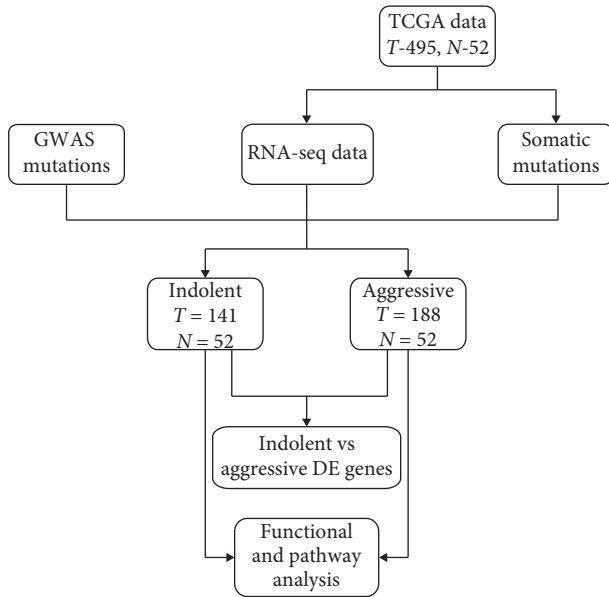 TCGA data
T-495, N-52
GWAS
mutations
RNA-seq data
Somatic
mutations
Indolent
T = 141
N = 52
Aggressive
T = 188
N = 52
Indolent vs
aggressive DE genes
Functional
and pathway
analysis